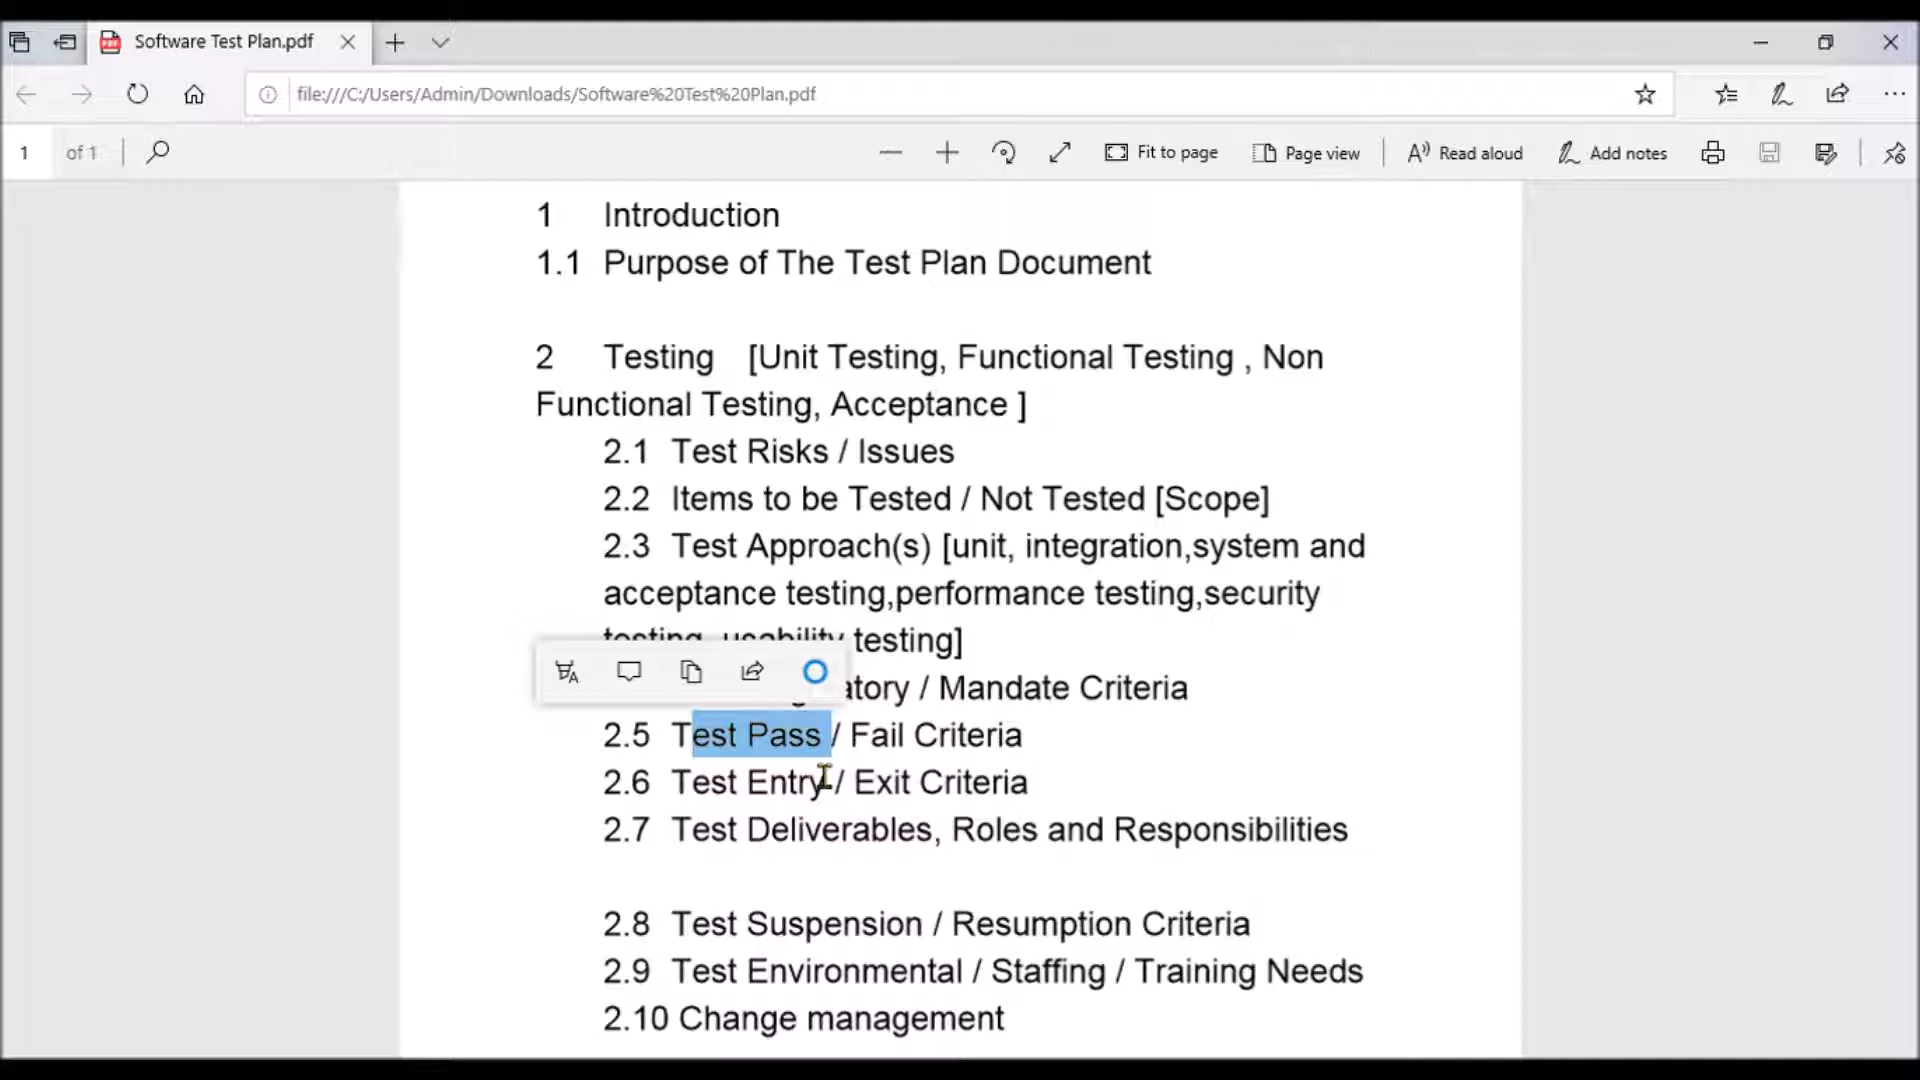 Software Test Plan.pdf
file:///C:/Users/Admin/Downloads/Software%20Test%20Plan.pdf
1 of 1 Fit to page Page view Read aloud Add notes
1 Introduction
1.1 Purpose of The Test Plan Document
2 Testing [Unit Testing, Functional Testing , Non
Functional Testing, Acceptance ]
2.1 Test Risks / Issues
2.2 Items to be Tested / Not Tested [Scope]
2.3 Test Approach(s) [unit, integration,system and
acceptance testing,performance testing,security
testing, usability testing]
/ Mandate Criteria
2.5 Test Pass / Fail Criteria
2.6 Test Entry / Exit Criteria
2.7 Test Deliverables, Roles and Responsibilities
2.8 Test Suspension / Resumption Criteria
2.9 Test Environmental / Staffing / Training Needs
2.10 Change management